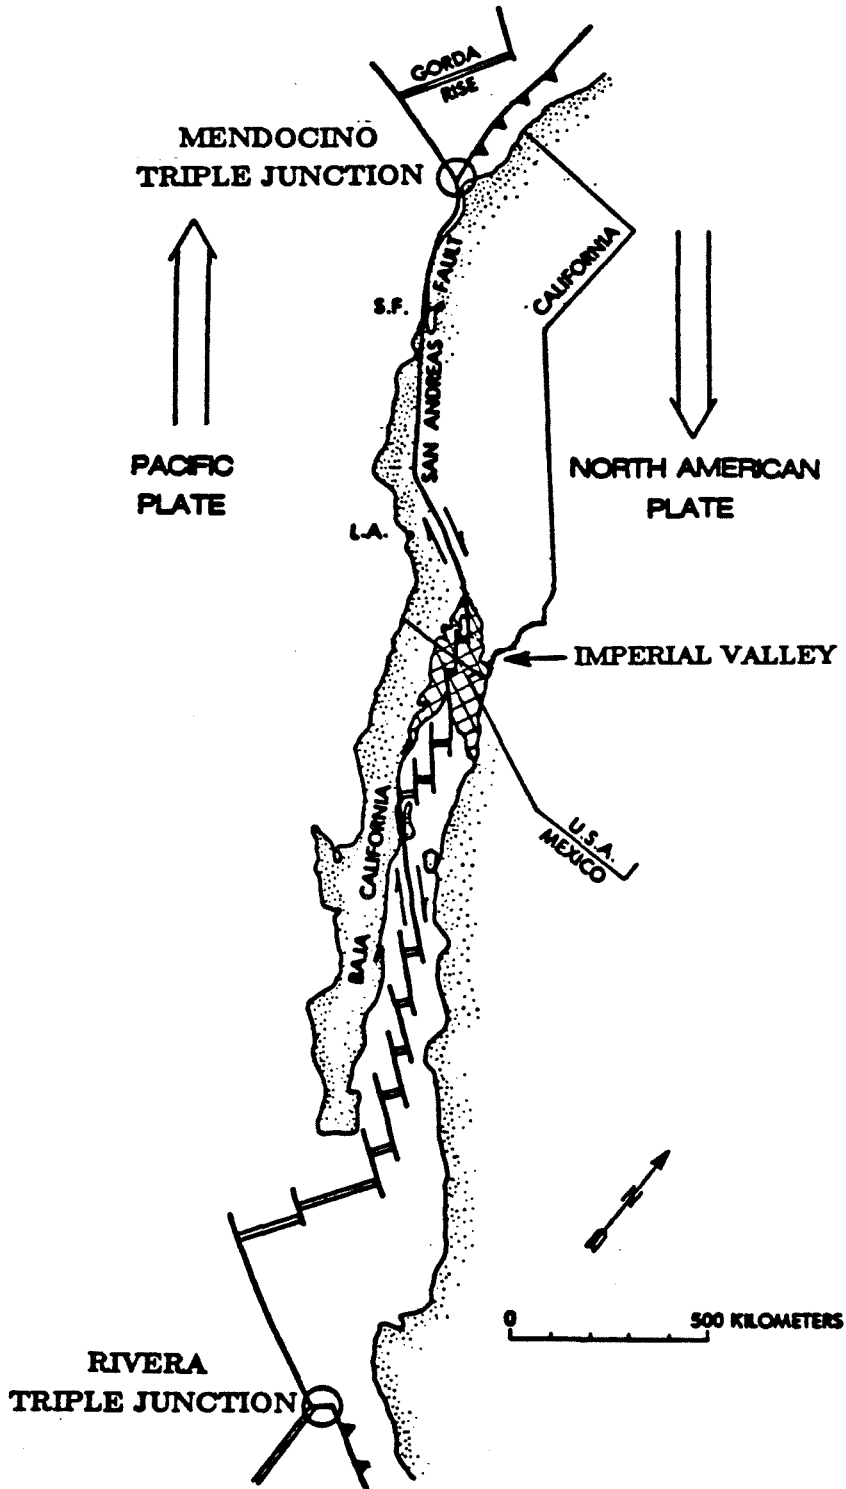 GORDA
RISE
MENDOCINO
TRIPLE JUNCTION
SAN ANDREAS FAULT
S.F.
CALIFORNIA
PACIFIC
PLATE
NORTH AMERICAN
PLATE
L.A.
IMPERIAL VALLEY
U.S.A.
MEXICO
BAJA CALIFORNIA
N
0 500 KILOMETERS
RIVERA
TRIPLE JUNCTION